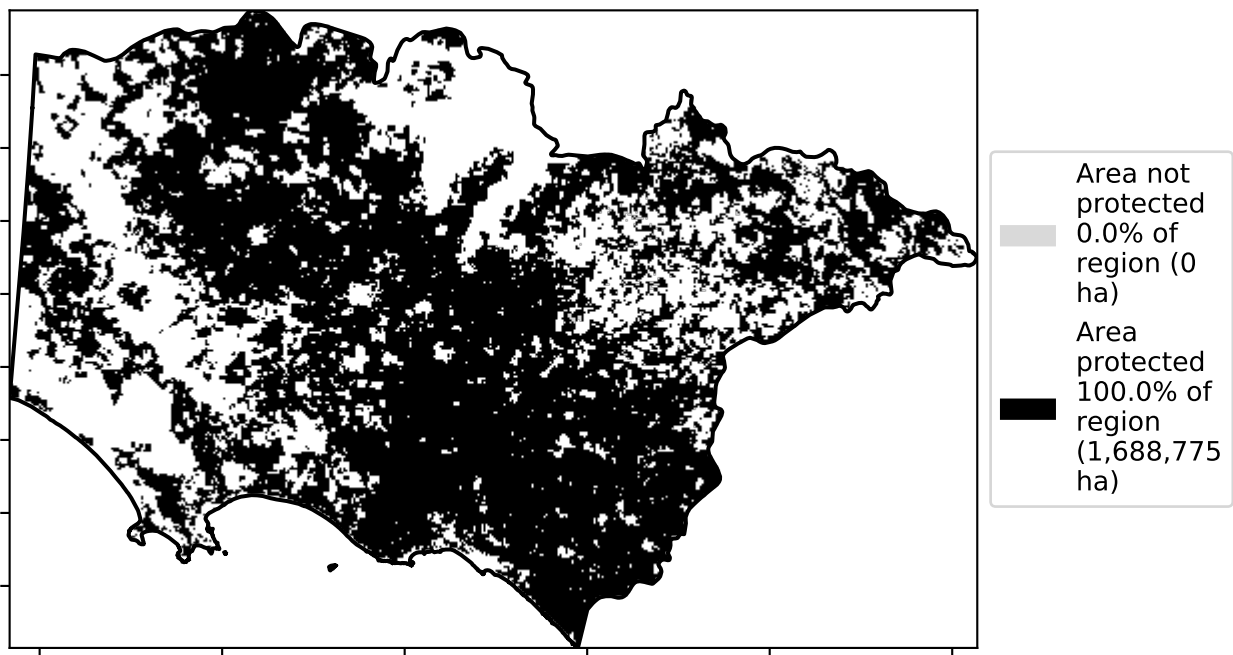 Area not
protected
0.0% of
region (0
ha)
Area
protected
100.0% of
region
(1,688,775
ha)